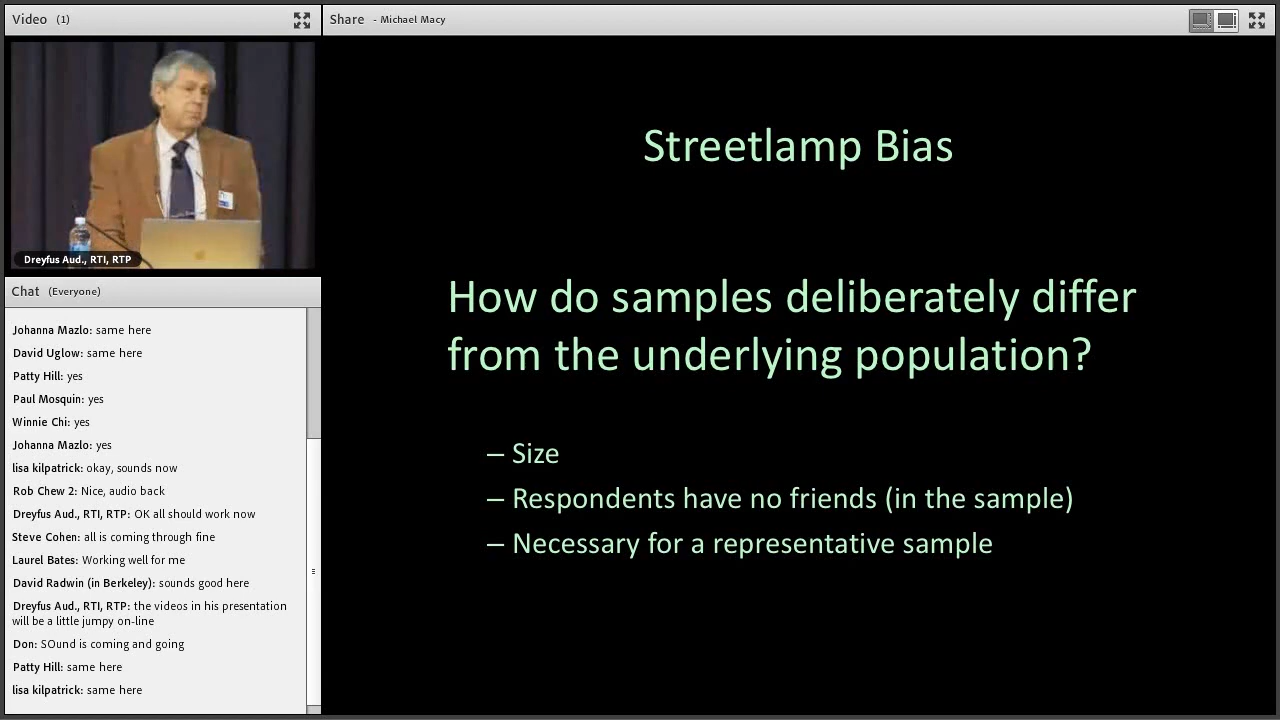 Video (1)
Dreyfus Aud., RTI, RTP
Chat (Everyone)
Johanna Mazlo: same here
David Uglow: same here
Patty Hill: yes
Paul Mosquin: yes
Winnie Chi: yes
Johanna Mazlo: yes
lisa kilpatrick: okay, sounds now
Rob Chew 2: Nice, audio back
Dreyfus Aud., RTI, RTP: OK all should work now
Steve Cohen: all is coming through fine
Laurel Bates: Working well for me
David Radwin (in Berkeley): sounds good here
Dreyfus Aud., RTI, RTP: the videos in his presentation
will be a little jumpy on-line
Don: SOund is coming and going
Patty Hill: same here
lisa kilpatrick: same here
Share - Michael Macy
Streetlamp Bias
How do samples deliberately differ
from the underlying population?
– Size
– Respondents have no friends (in the sample)
– Necessary for a representative sample